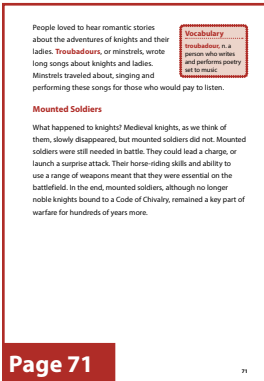 People loved to hear romantic stories
about the adventures of knights and their
ladies. Troubadours, or minstrels, wrote
long songs about knights and ladies.
Minstrels traveled about, singing and
performing these songs for those who would pay to listen.
Vocabulary
troubadour, n. a
person who writes
and performs poetry
set to music
Mounted Soldiers
What happened to knights? Medieval knights, as we think of
them, slowly disappeared, but mounted soldiers did not. Mounted
soldiers were still needed in battle. They could lead a charge, or
launch a surprise attack. Their horse-riding skills and ability to
use a range of weapons meant that they were essential on the
battlefield. In the end, mounted soldiers, although no longer
noble knights bound to a Code of Chivalry, remained a key part of
warfare for hundreds of years more.
Page 71
71